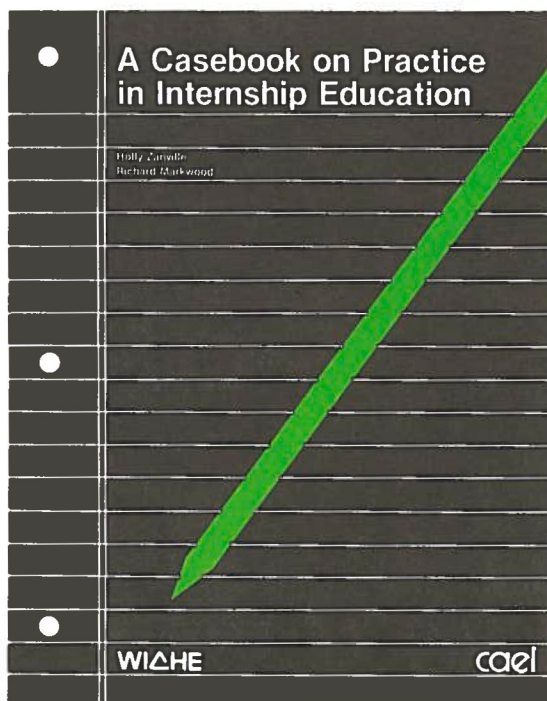 A Casebook on Practice
in Internship Education
Holly Zanville
Richard Markwood
WICHE
cael